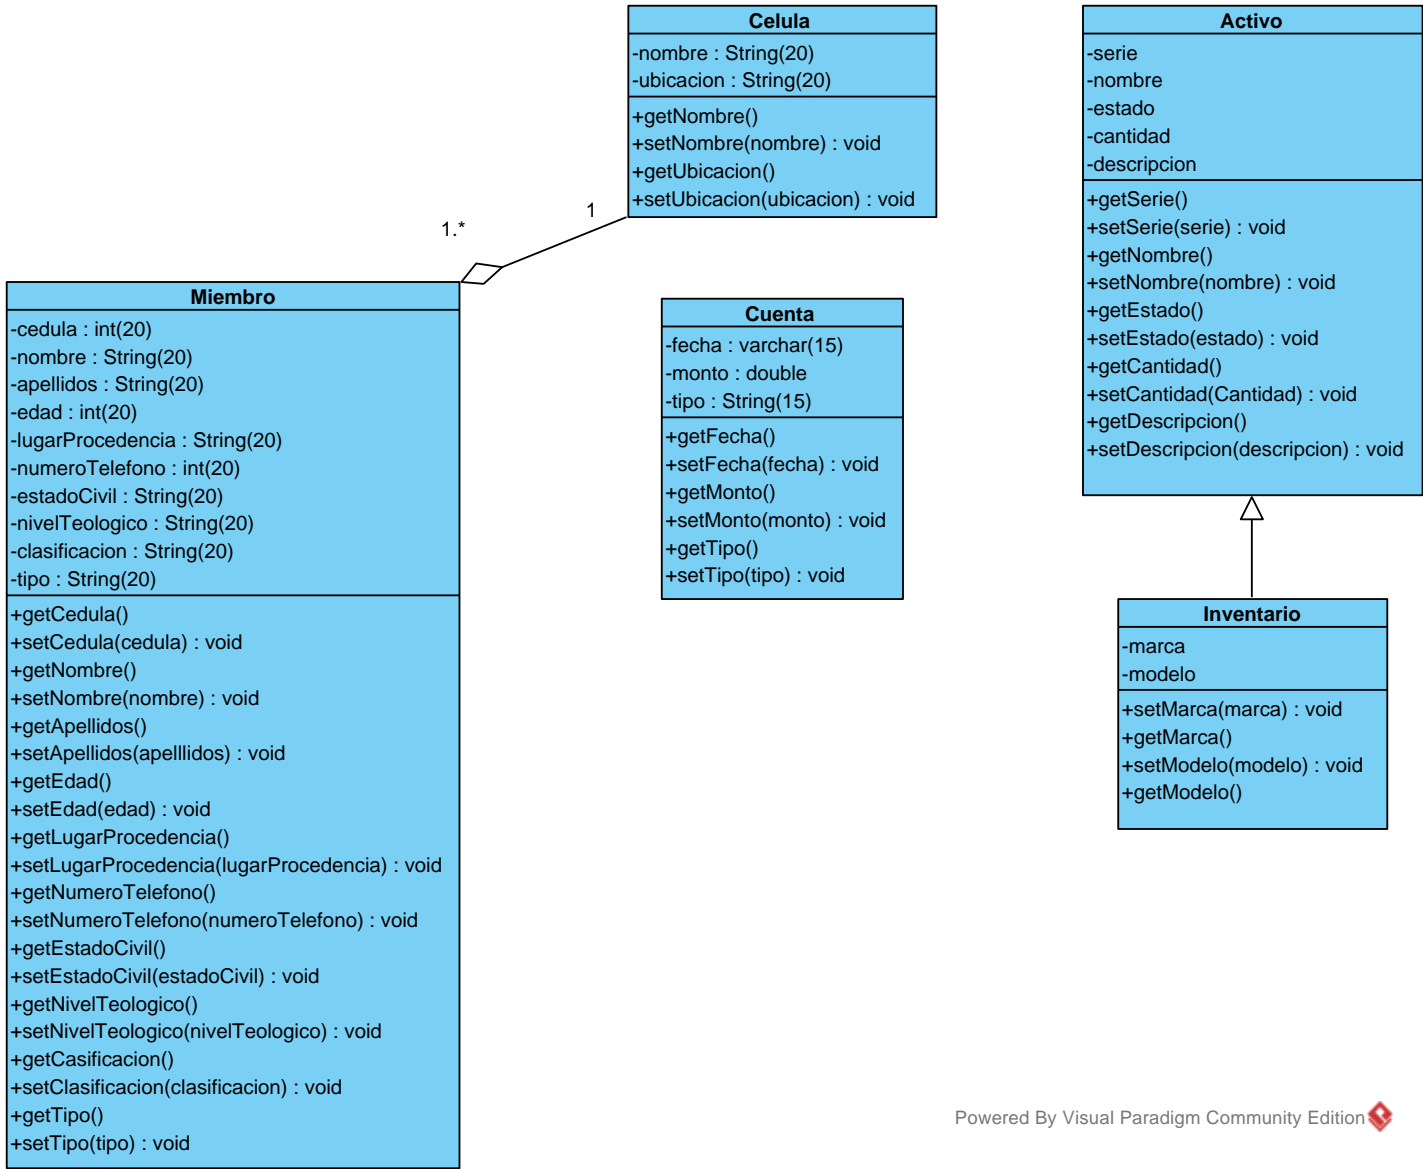 Celula
-nombre : String(20)
-ubicacion : String(20)
+getNombre()
+setNombre(nombre) : void
+getUbicacion()
+setUbicacion(ubicacion) : void
1
1.*
Miembro
-cedula : int(20)
-nombre : String(20)
-apellidos : String(20)
-edad : int(20)
-lugarProcedencia : String(20)
-numeroTelefono : int(20)
-estadoCivil : String(20)
-nivelTeologico : String(20)
-clasificacion : String(20)
-tipo : String(20)
+getCedula()
+setCedula(cedula) : void
+getNombre()
+setNombre(nombre) : void
+getApellidos()
+setApellidos(apelllidos) : void
+getEdad()
+setEdad(edad) : void
+getLugarProcedencia()
+setLugarProcedencia(lugarProcedencia) : void
+getNumeroTelefono()
+setNumeroTelefono(numeroTelefono) : void
+getEstadoCivil()
+setEstadoCivil(estadoCivil) : void
+getNivelTeologico()
+setNivelTeologico(nivelTeologico) : void
+getCasificacion()
+setClasificacion(clasificacion) : void
+getTipo()
+setTipo(tipo) : void
Cuenta
-fecha : varchar(15)
-monto : double
-tipo : String(15)
+getFecha()
+setFecha(fecha) : void
+getMonto()
+setMonto(monto) : void
+getTipo()
+setTipo(tipo) : void
Activo
-serie
-nombre
-estado
-cantidad
-descripcion
+getSerie()
+setSerie(serie) : void
+getNombre()
+setNombre(nombre) : void
+getEstado()
+setEstado(estado) : void
+getCantidad()
+setCantidad(Cantidad) : void
+getDescripcion()
+setDescripcion(descripcion) : void
Inventario
-marca
-modelo
+setMarca(marca) : void
+getMarca()
+setModelo(modelo) : void
+getModelo()
Powered By Visual Paradigm Community Edition